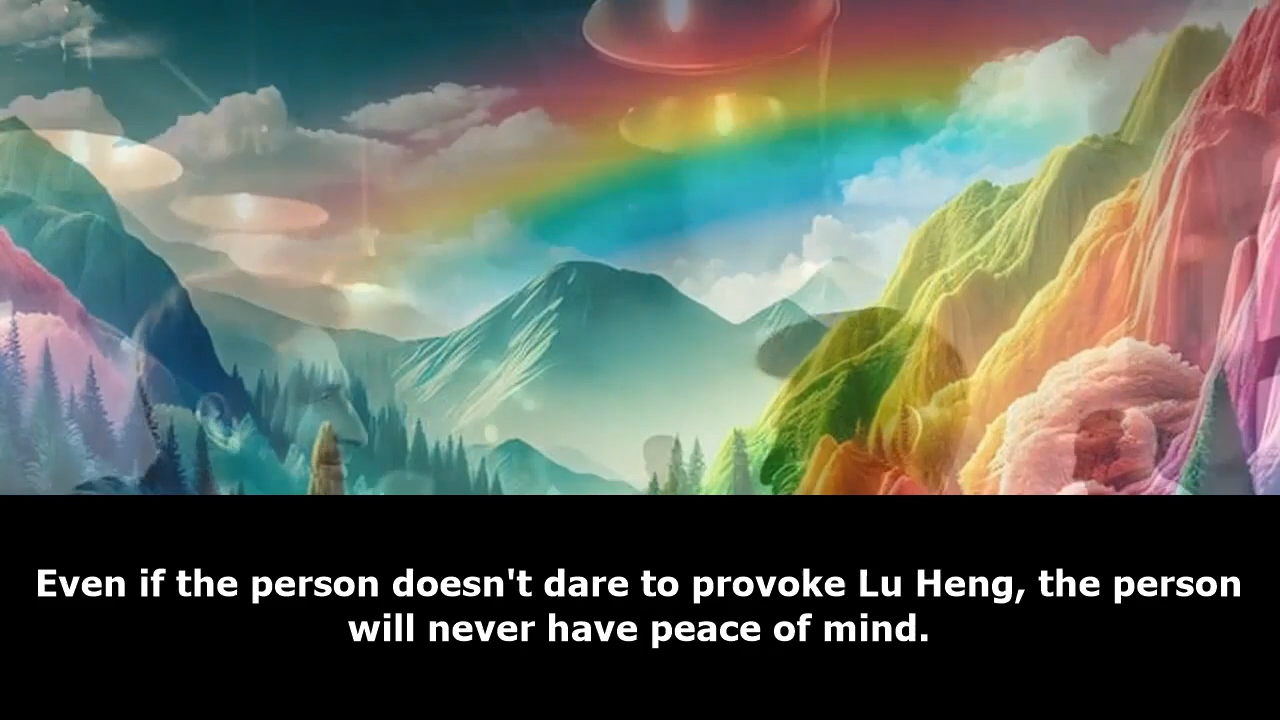 Even if the person doesn't dare to provoke Lu Heng, the person
will never have peace of mind.